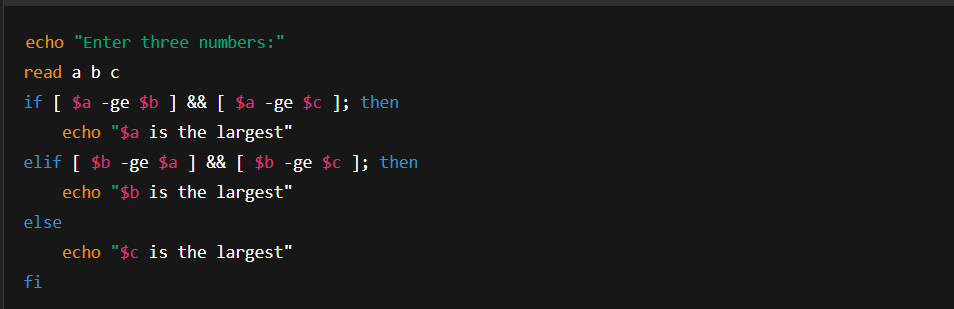 echo "Enter three numbers:"
read a b c
if [ $a -ge $b ] && [ $a -ge $c ]; then
    echo "$a is the largest"
elif [ $b -ge $a ] && [ $b -ge $c ]; then
    echo "$b is the largest"
else
    echo "$c is the largest"
fi